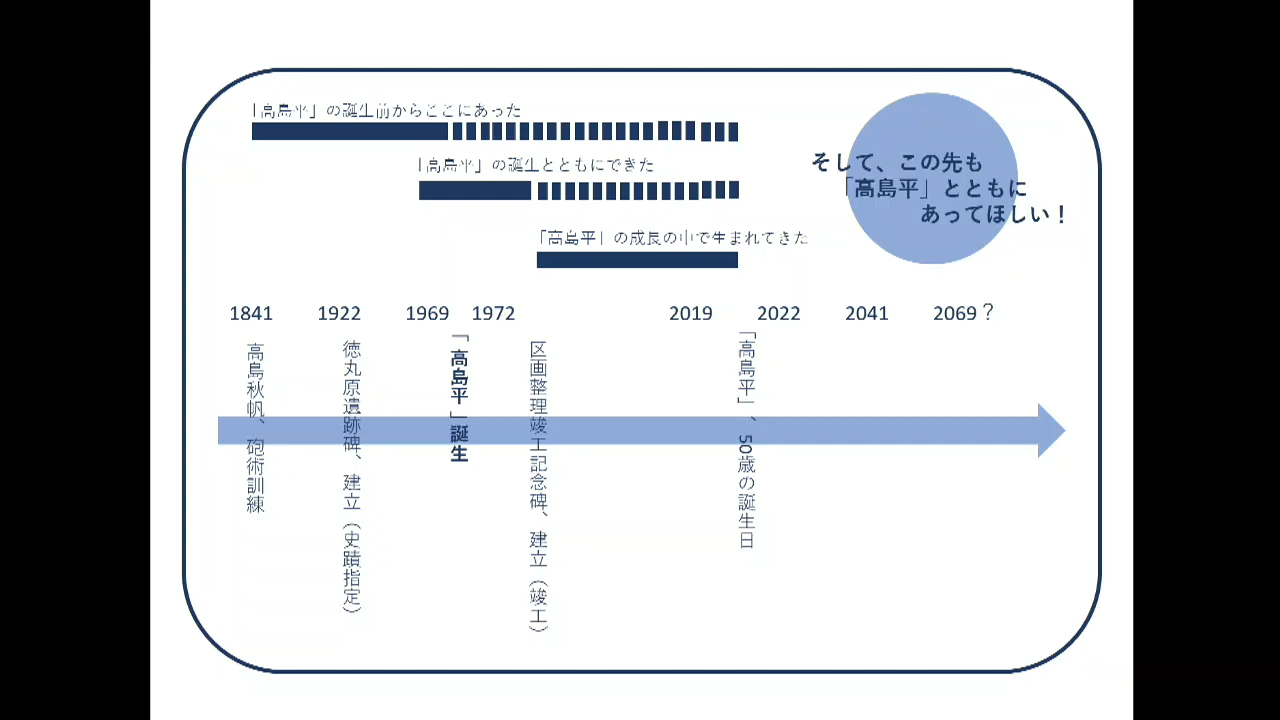 「高島平」の誕生前からここにあった
「高島平」の誕生とともにできた
「高島平」の成長の中で生まれてきた
そして、この先も
「高島平」とともに
あってほしい！
1841 1922 1969 1972 2019 2022 2041 2069？
高島秋帆、砲術訓練
徳丸原遺跡碑、建立（史蹟指定）
「高島平」誕生
区画整理竣工記念碑、建立（竣工）
「高島平」、50歳の誕生日